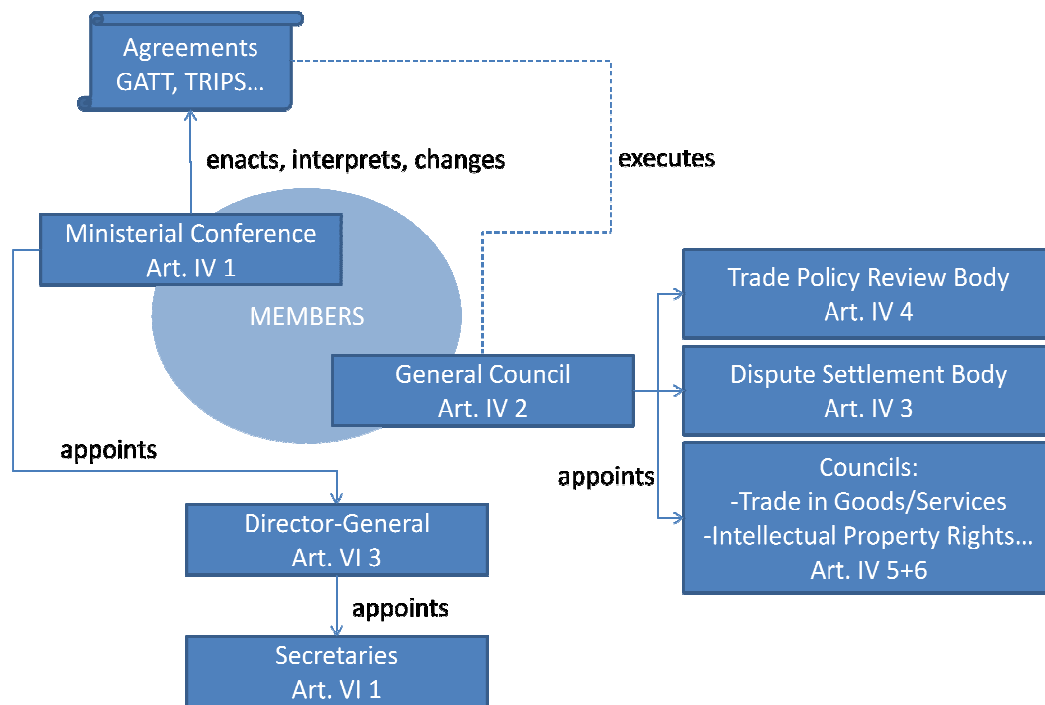 Agreements
GATT, TRIPS...
enacts, interprets, changes
executes
Ministerial Conference
Art. IV 1
MEMBERS
General Council
Art. IV 2
Trade Policy Review Body
Art. IV 4
Dispute Settlement Body
Art. IV 3
appoints
Councils:
-Trade in Goods/Services
-Intellectual Property Rights...
Art. IV 5+6
appoints
Director-General
Art. VI 3
appoints
Secretaries
Art. VI 1